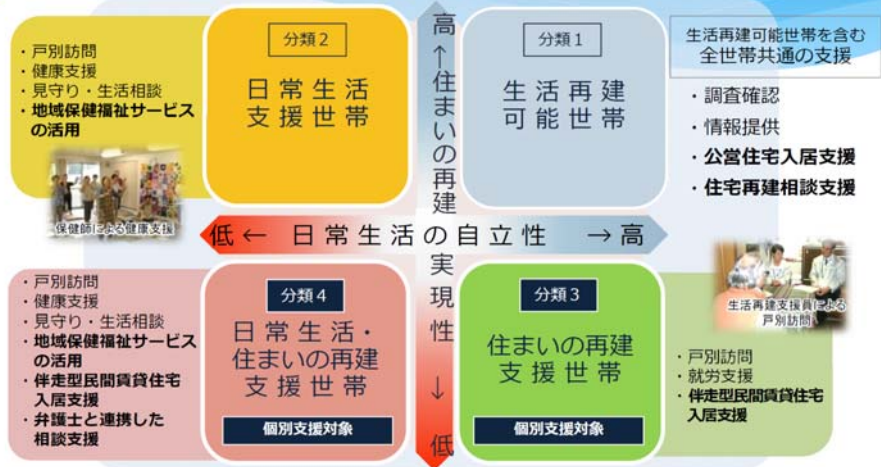 ・戸別訪問
・健康支援
・見守り・生活相談
・地域保健福祉サービス
の活用
保健師による健康支援
分類2
日常生活
支援世帯
分類1
生活再建
可能世帯
生活再建可能世帯を含む
全世帯共通の支援
・調査確認
・情報提供
・公営住宅入居支援
・住宅再建相談支援
高←住まいの再建実現性→低
低← 日常生活の自立性 →高
・戸別訪問
・健康支援
・見守り・生活相談
・地域保健福祉サービス
の活用
・伴走型民間賃貸住宅
入居支援
・弁護士と連携した
相談支援
分類4
日常生活・
住まいの再建
支援世帯
個別支援対象
分類3
住まいの再建
支援世帯
個別支援対象
生活再建支援員による
戸別訪問
・戸別訪問
・就労支援
・伴走型民間賃貸住宅
入居支援